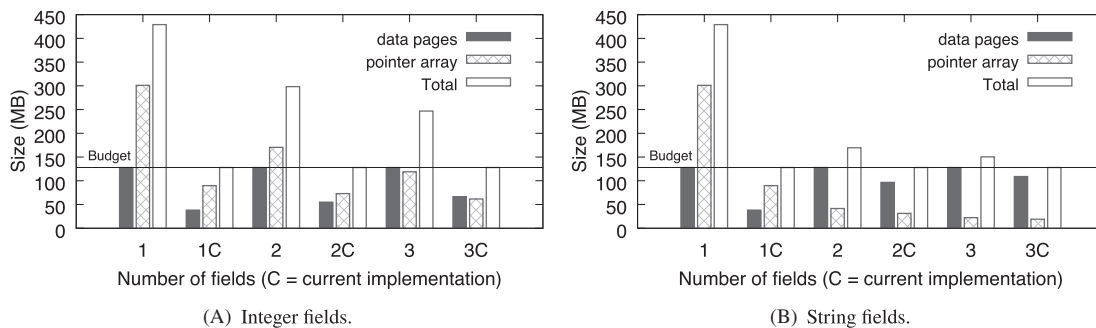 450
400
350
300
250
200
150
100
50
0
Size (MB)
data pages
pointer array
Total
Budget
1 1C 2 2C 3 3C
Number of fields (C = current implementation)
(A) Integer fields.
450
400
350
300
250
200
150
100
50
0
Size (MB)
data pages
pointer array
Total
Budget
1 1C 2 2C 3 3C
Number of fields (C = current implementation)
(B) String fields.